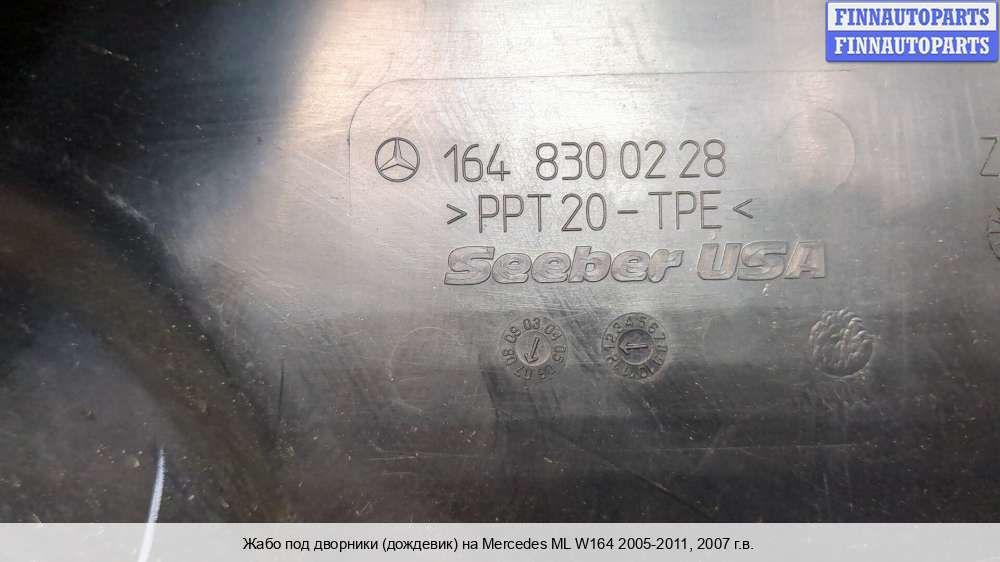 FINNAUTOPARTS
FINNAUTOPARTS
164 830 02 28
>PPT 20 - TPE<
Seeber USA
Жабо под дворники (дождевик) на Mercedes ML W164 2005-2011, 2007 г.в.